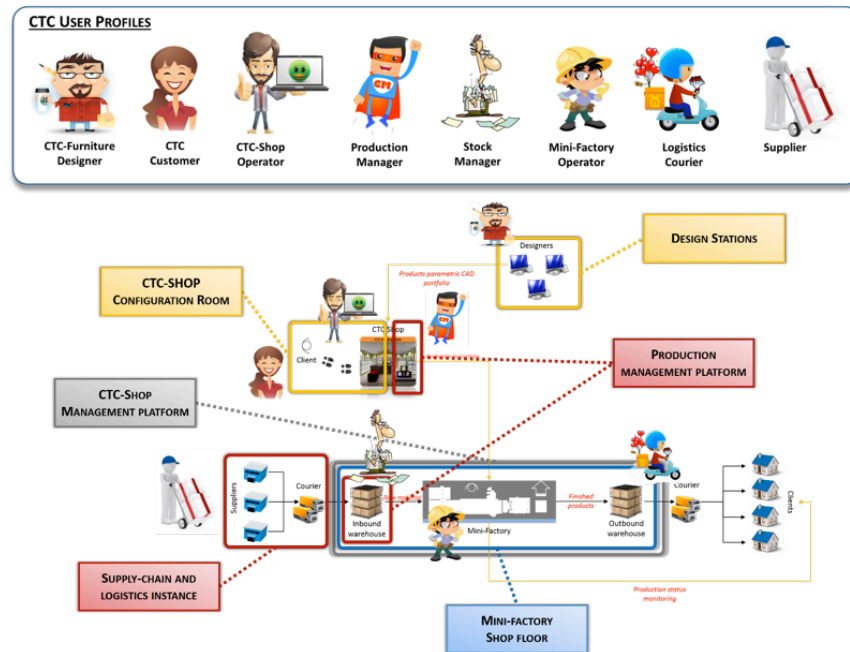 CTC USER PROFILES
CTC-Furniture
Designer
CTC
Customer
CTC-Shop
Operator
CM
Production
Manager
Stock
Manager
Mini-Factory
Operator
Logistics
Courier
Supplier
Designers
DESIGN STATIONS
Products parametric CAD
portfolio
CTC-SHOP
CONFIGURATION ROOM
CTC Shop
Client
PRODUCTION
MANAGEMENT PLATFORM
CTC-SHOP
MANAGEMENT PLATFORM
Suppliers
Courier
Inbound
warehouse
Mini-Factory
Finished
products
Outbound
warehouse
Courier
Clients
SUPPLY-CHAIN AND
LOGISTICS INSTANCE
Production status
monitoring
MINI-FACTORY
SHOP FLOOR